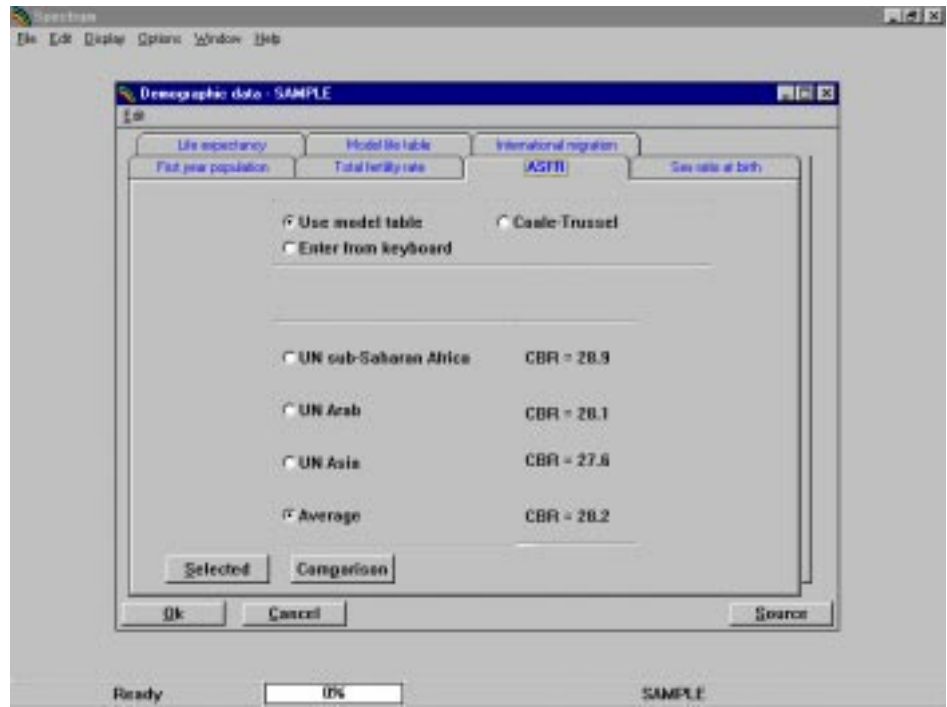 Spectrum
File Edit Display Options Window Help
Demographic data - SAMPLE
Edit
Life expectancy Model life table International migration
First year population Total fertility rate ASFR Sex ratio at birth
Use model table Coale-Trussel
Enter from keyboard
UN sub-Saharan Africa CBR = 28.9
UN Arab CBR = 28.1
UN Asia CBR = 27.6
Average CBR = 28.2
Selected Comparison
Ok Cancel Source
Ready 0% SAMPLE